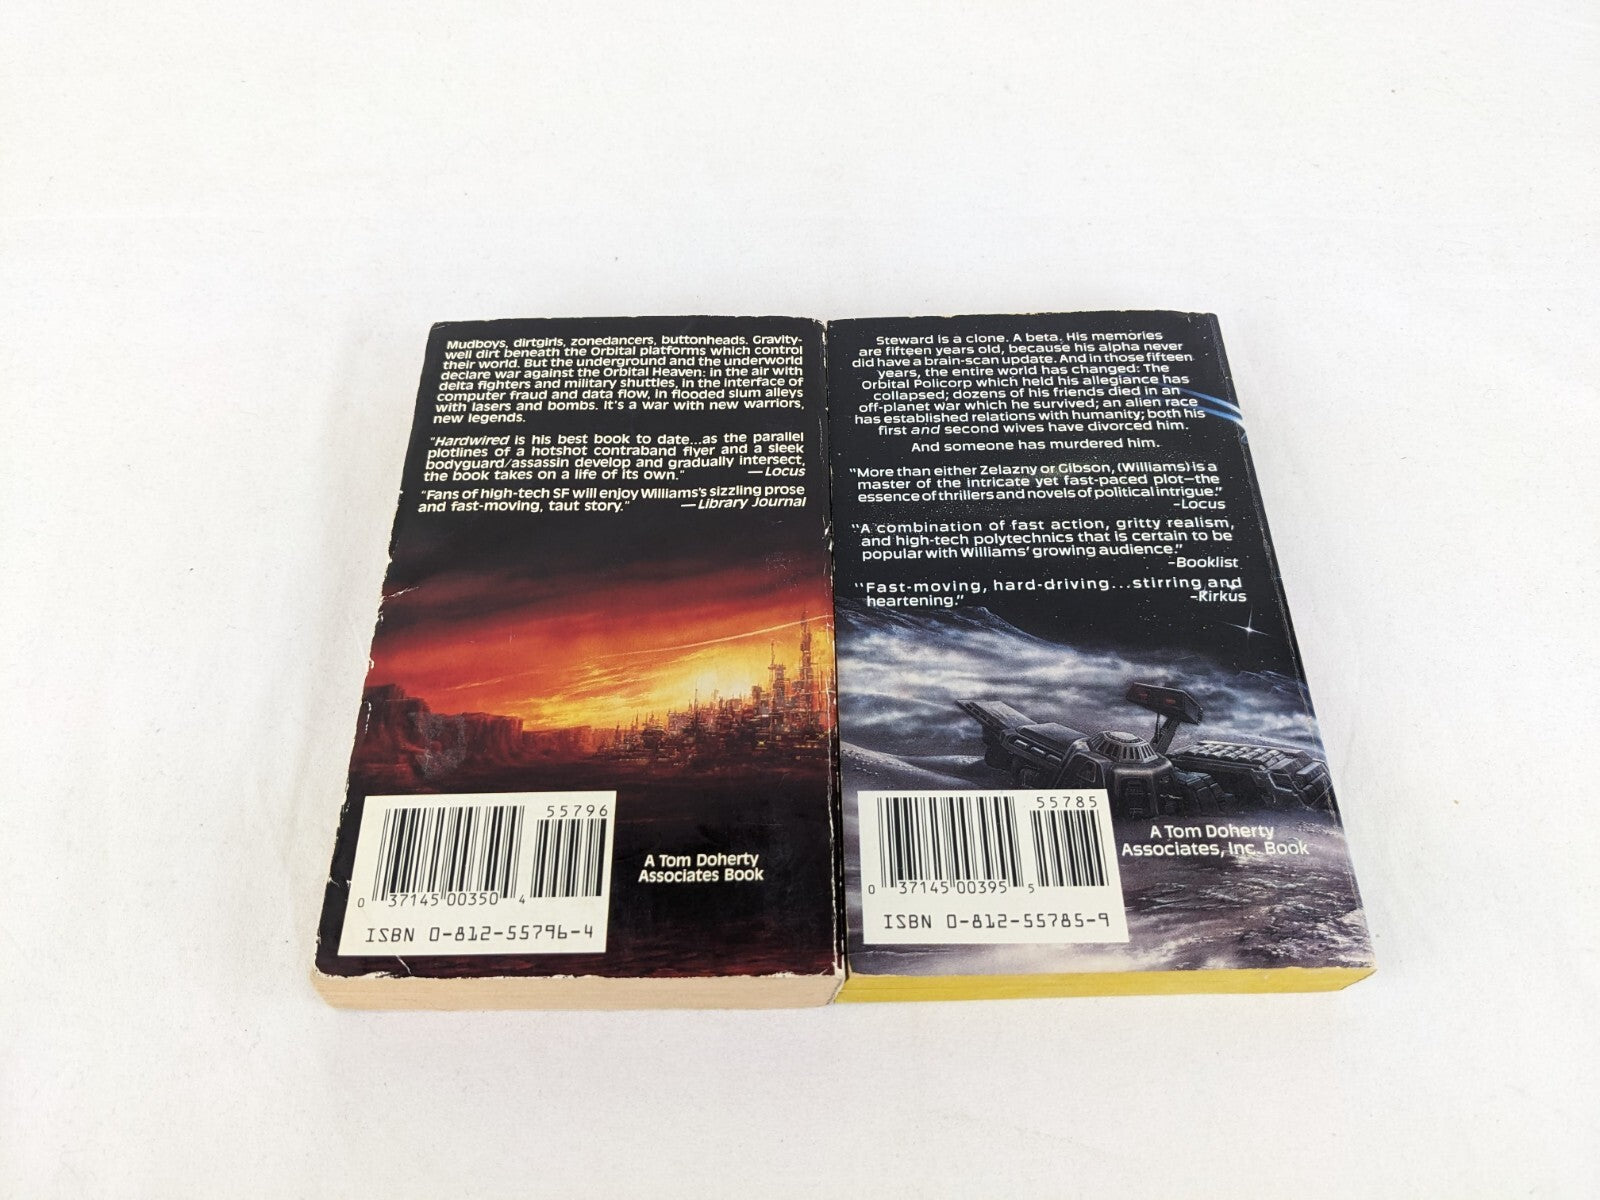 Mudboys, dirtgirls, zonedancers, buttonheads. Gravity-
well dirt beneath the Orbital platforms which control
their world. But the underground and the underworld
declare war against the Orbital Heaven: in the air with
delta fighters and military shuttles, in the interface of
computer fraud and data flow, in flooded slum alleys
with lasers and bombs. It's a war with new warriors,
new legends.
"Hardwired is his best book to date...as the parallel
plotlines of a hotshot contraband flyer and a sleek
bodyguard/assassin develop and gradually intersect,
the book takes on a life of its own." —Locus
"Fans of high-tech SF will enjoy Williams's sizzling prose
and fast-moving, taut story." —Library Journal
55796
0 37145 00350 4
ISBN 0-812-55796-4
A Tom Doherty
Associates Book
Steward is a clone. A beta. His memories
are fifteen years old, because his alpha never
did have a brain-scan update. And in those fifteen
years, the entire world has changed: The
Orbital Policorp which held his allegiance has
collapsed; dozens of his friends died in an
off-planet war which he survived; an alien race
has established relations with humanity; both his
first and second wives have divorced him.
And someone has murdered him.
"More than either Zelazny or Gibson, (Williams) is a
master of the intricate yet fast-paced plot—the
essence of thrillers and novels of political intrigue."
-Locus
"A combination of fast action, gritty realism,
and high-tech polytechnics that is certain to be
popular with Williams' growing audience."
-Booklist
"Fast-moving, hard-driving...stirring and
heartening." -Kirkus
55785
0 37145 00395 5
ISBN 0-812-55785-9
A Tom Doherty
Associates, Inc. Book